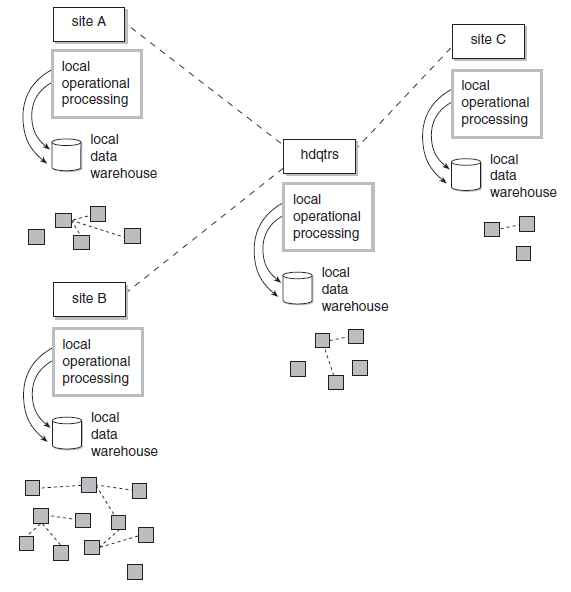 site A
local
operational
processing
local
data
warehouse
site C
local
operational
processing
local
data
warehouse
hdqtrs
local
operational
processing
local
data
warehouse
site B
local
operational
processing
local
data
warehouse